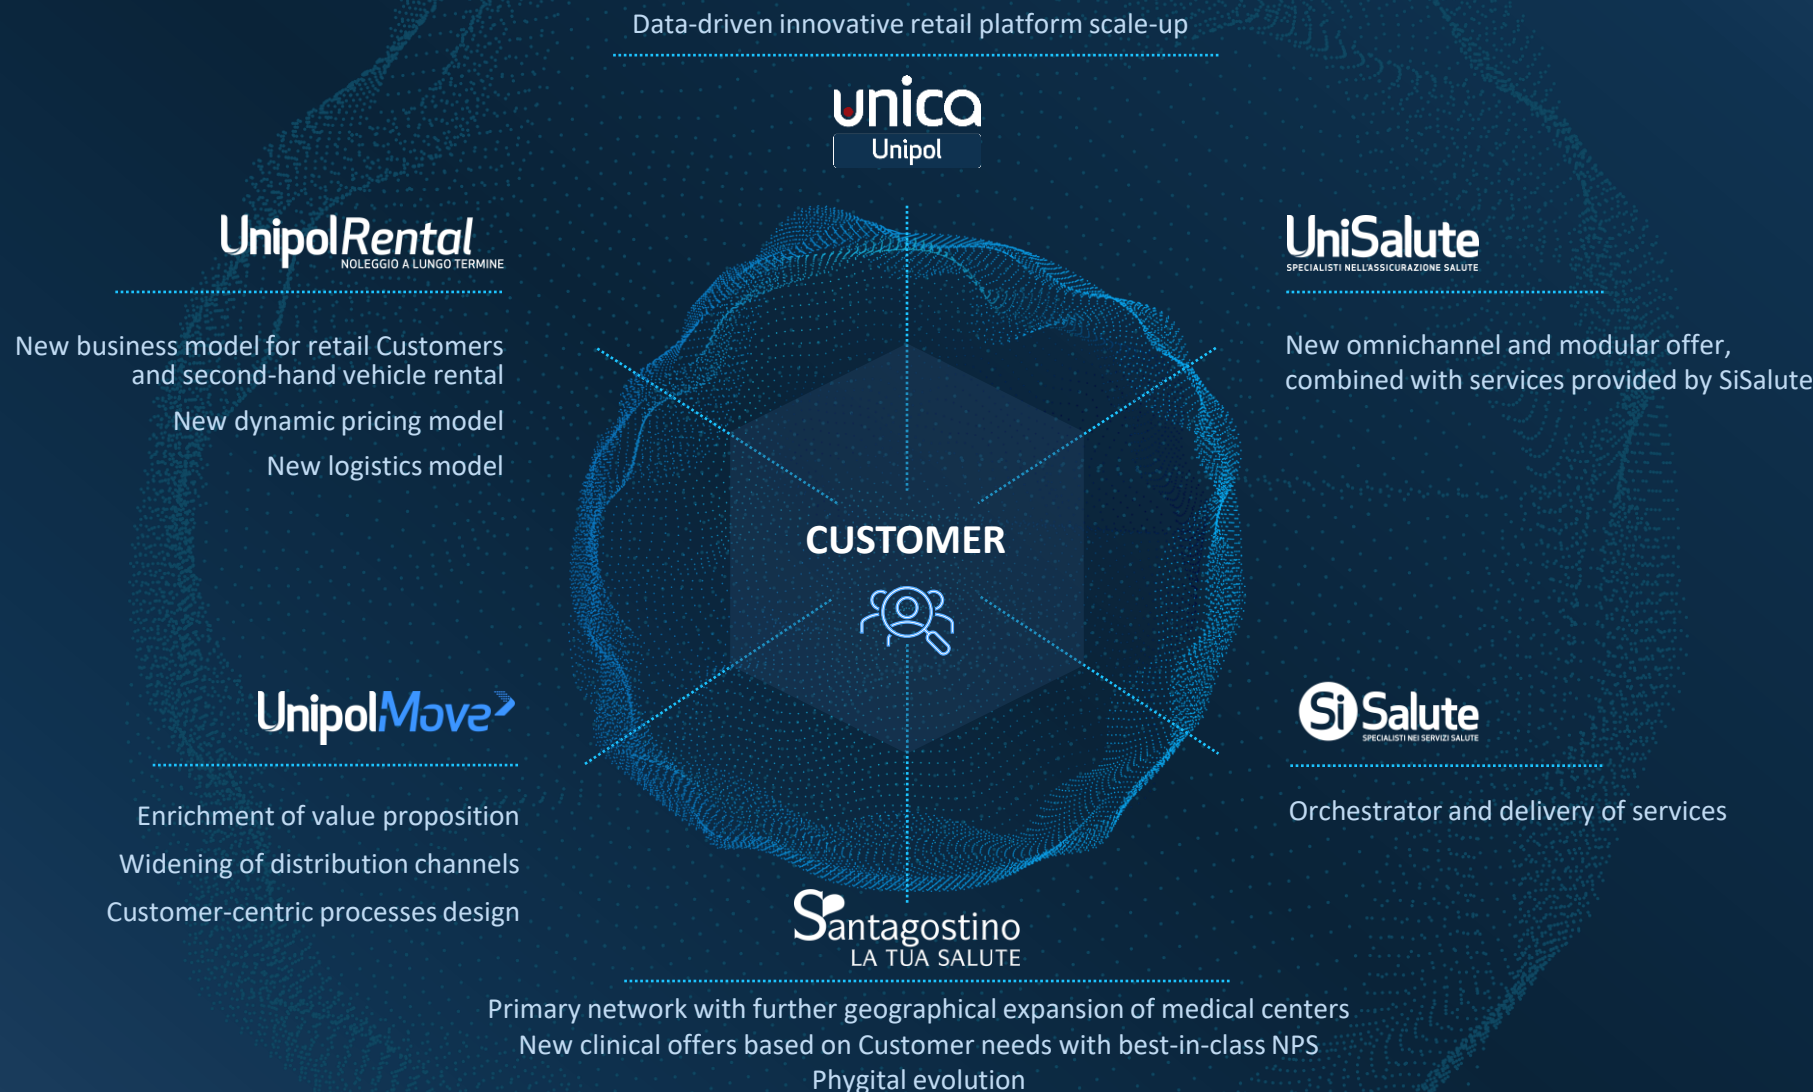 Data-driven innovative retail platform scale-up
unica
Unipol
UnipolRental
NOLEGGIO A LUNGO TERMINE
New business model for retail Customers
and second-hand vehicle rental
New dynamic pricing model
New logistics model
UniSalute
SPECIALISTI NELL'ASSICURAZIONE SALUTE
New omnichannel and modular offer,
combined with services provided by SiSalute
CUSTOMER
UnipolMove
Enrichment of value proposition
Widening of distribution channels
Customer-centric processes design
SiSalute
SPECIALISTI NEI SERVIZI SALUTE
Orchestrator and delivery of services
Santagostino
LA TUA SALUTE
Primary network with further geographical expansion of medical centers
New clinical offers based on Customer needs with best-in-class NPS
Phygital evolution